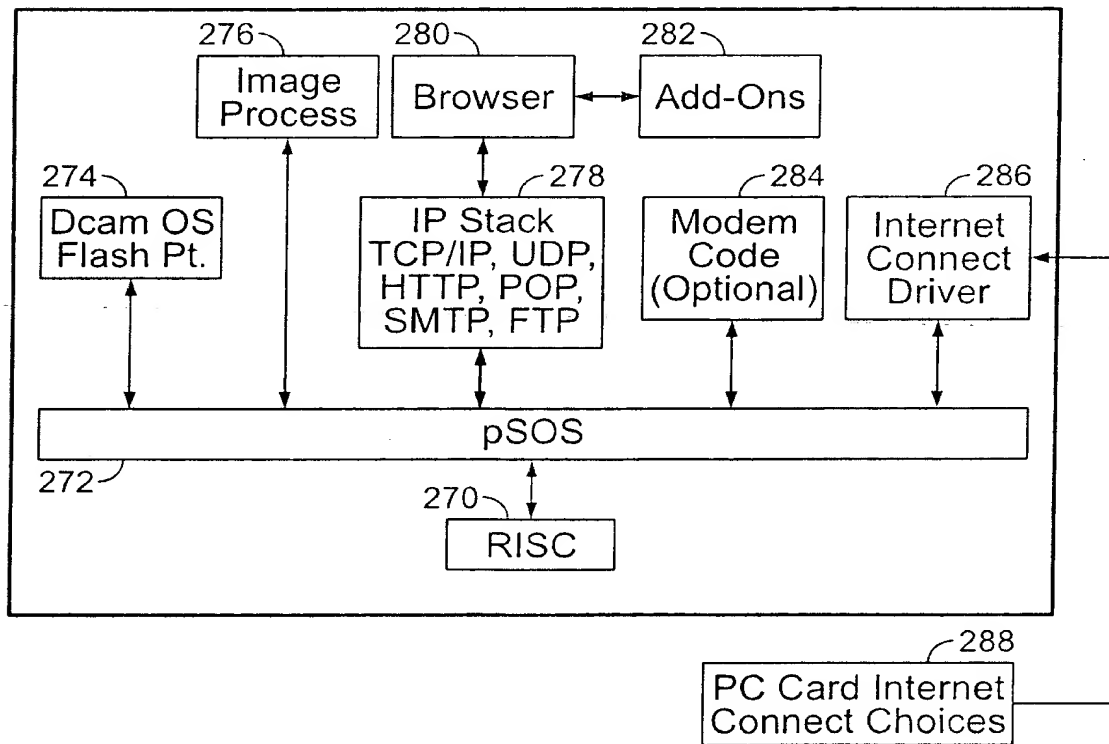 276
Image
Process
280
Browser
282
Add-Ons
274
Dcam OS
Flash Pt.
278
IP Stack
TCP/IP, UDP,
HTTP, POP,
SMTP, FTP
284
Modem
Code
(Optional)
286
Internet
Connect
Driver
pSOS
272
270
RISC
288
PC Card Internet
Connect Choices